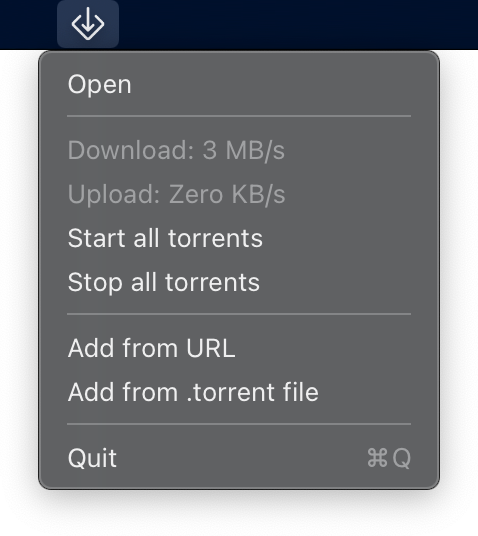 Open
Download: 3 MB/s
Upload: Zero KB/s
Start all torrents
Stop all torrents
Add from URL
Add from .torrent file
Quit ⌘Q